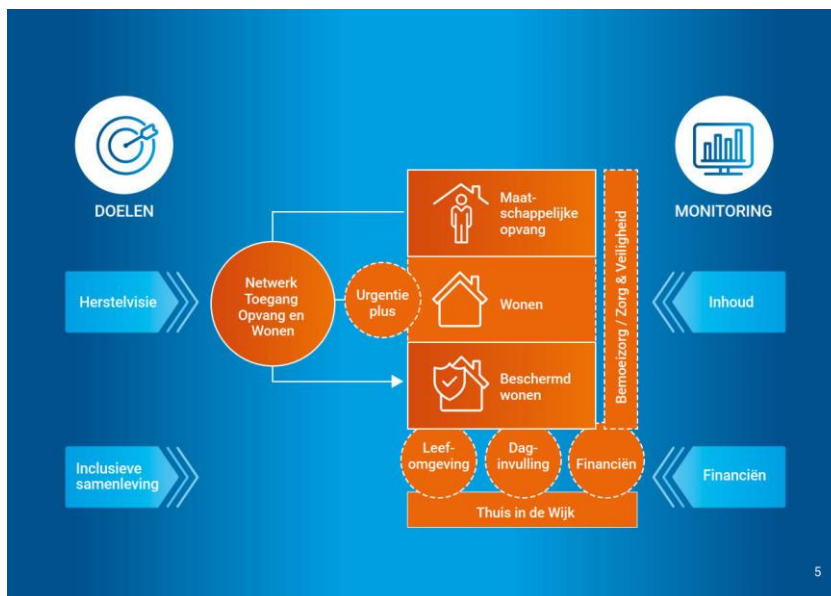 DOELEN
Herstelvisie
Inclusieve
samenleving
Netwerk
Toegang
Opvang en
Wonen
Urgentie
plus
Maat-
schappelijke
opvang
Wonen
Beschermd
wonen
Bemoeizorg / Zorg & Veiligheid
Leef-
omgeving
Dag-
invulling
Financiën
Thuis in de Wijk
MONITORING
Inhoud
Financiën
5